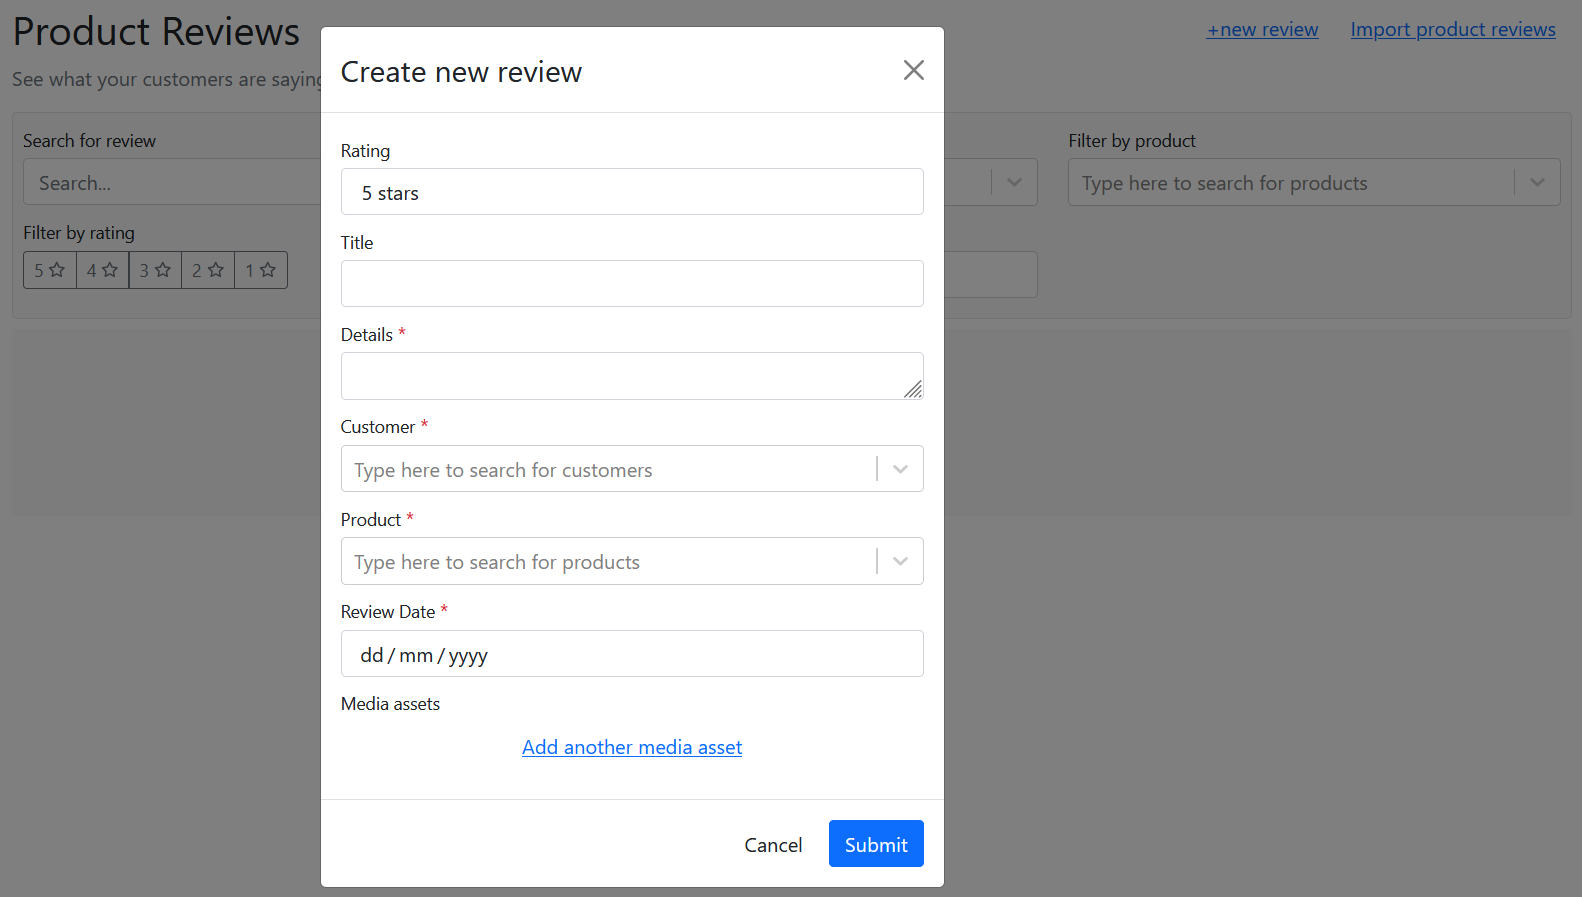 Product Reviews
+new review
Import product reviews
See what your customers are saying
Search for review
Search...
Filter by product
Type here to search for products
Filter by rating
5 4 3 2 1
Create new review
Rating
5 stars
Title
Details *
Customer *
Type here to search for customers
Product *
Type here to search for products
Review Date *
dd/mm/yyyy
Media assets
Add another media asset
Cancel
Submit